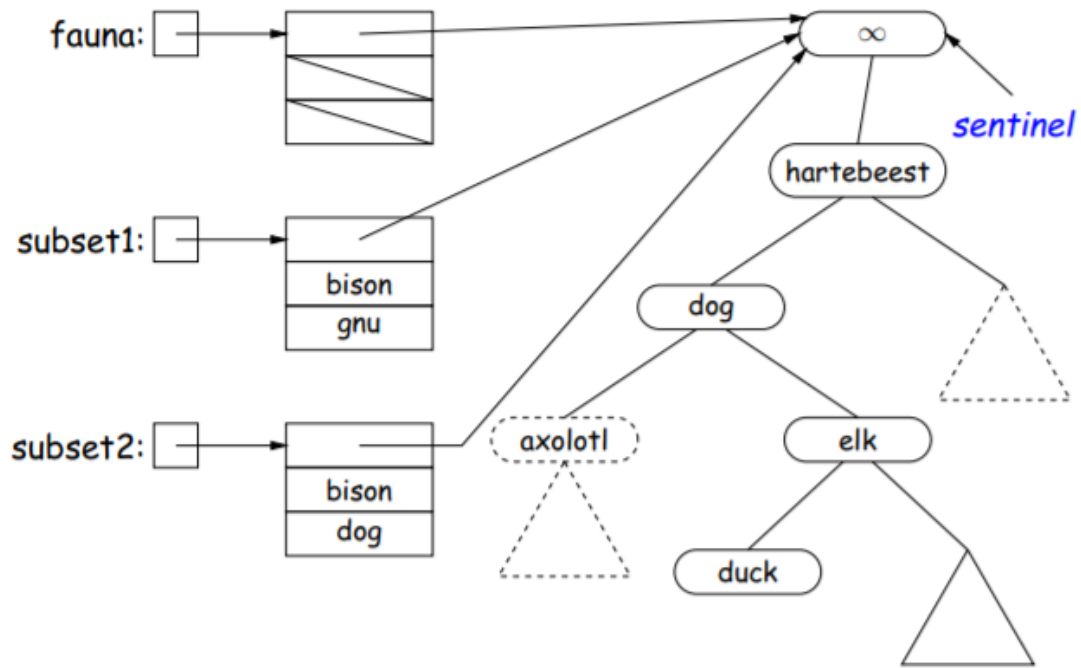 fauna:
∞
sentinel
hartebeest
subset1:
bison
gnu
dog
subset2:
axolotl
elk
bison
dog
duck